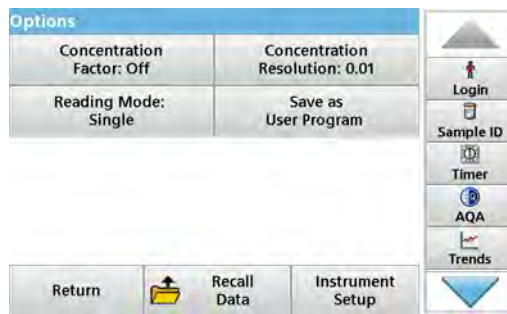 Options
Concentration
Factor: Off
Concentration
Resolution: 0.01
Reading Mode:
Single
Save as
User Program
Return
Recall
Data
Instrument
Setup
Login
Sample ID
Timer
AQA
Trends